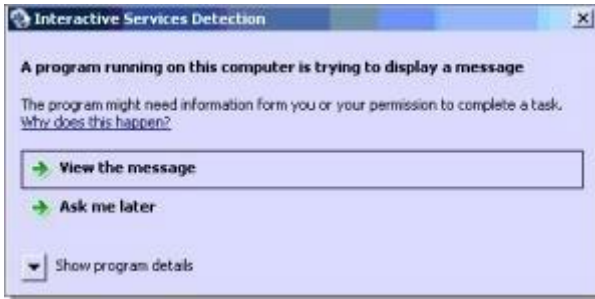 Interactive Services Detection
A program running on this computer is trying to display a message
The program might need information form you or your permission to complete a task.
Why does this happen?
View the message
Ask me later
Show program details